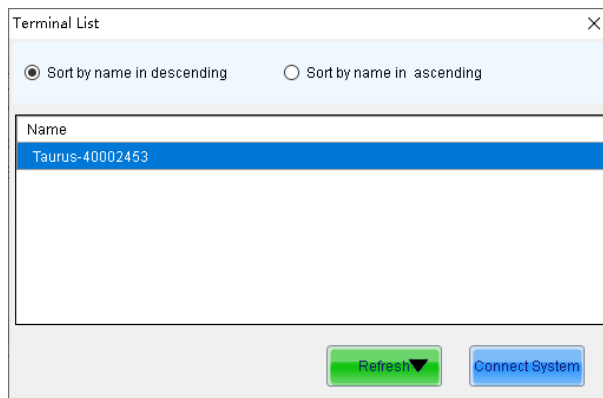 Terminal List
Sort by name in descending
Sort by name in ascending
Name
Taurus-40002453
Refresh
Connect System